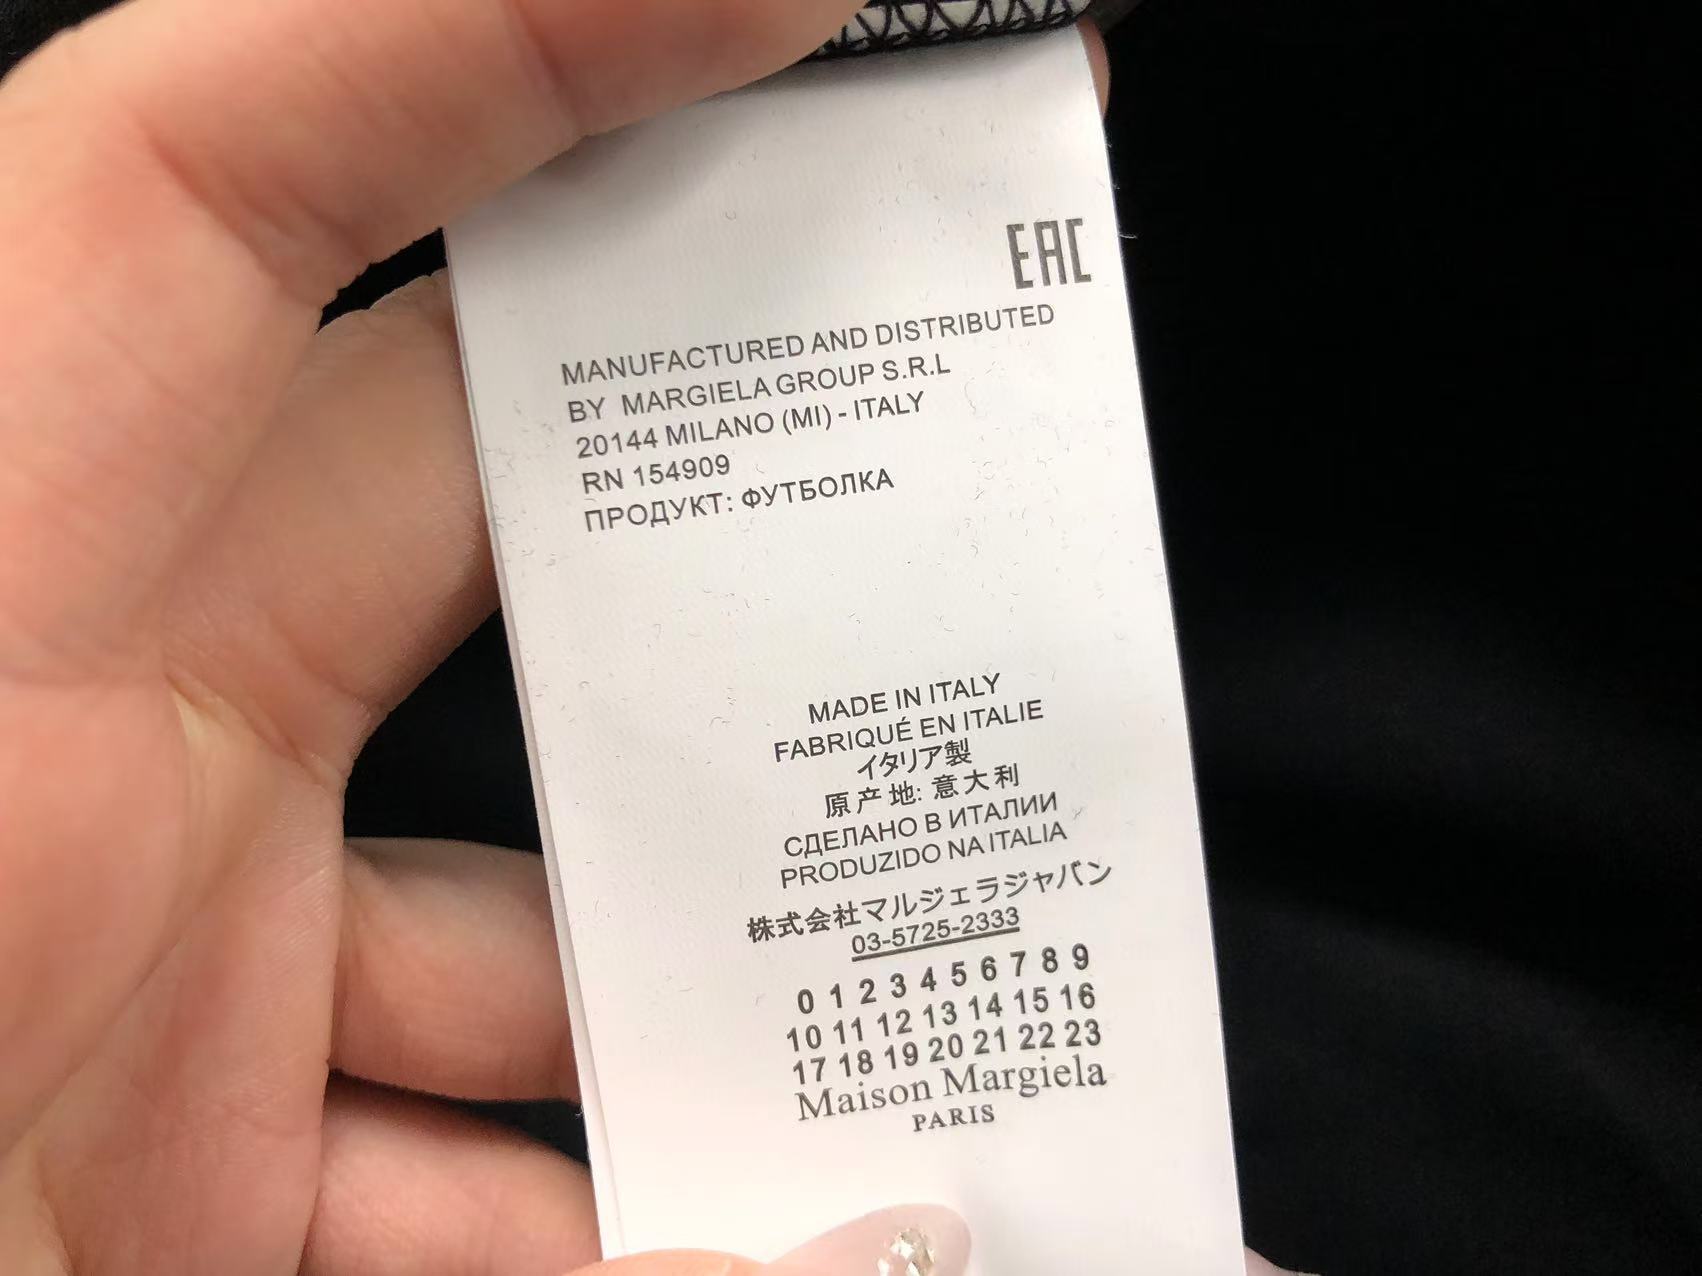 EAC
MANUFACTURED AND DISTRIBUTED
BY MARGIELA GROUP S.R.L
20144 MILANO (MI) - ITALY
RN 154909
ПРОДУКТ: ФУТБОЛКА
MADE IN ITALY
FABRIQUÉ EN ITALIE
イタリア製
原产地: 意大利
СДЕЛАНО В ИТАЛИИ
PRODUZIDO NA ITALIA
株式会社マルジェラジャバン
03-5725-2333
0 1 2 3 4 5 6 7 8 9
10 11 12 13 14 15 16
17 18 19 20 21 22 23
Maison Margiela
PARIS